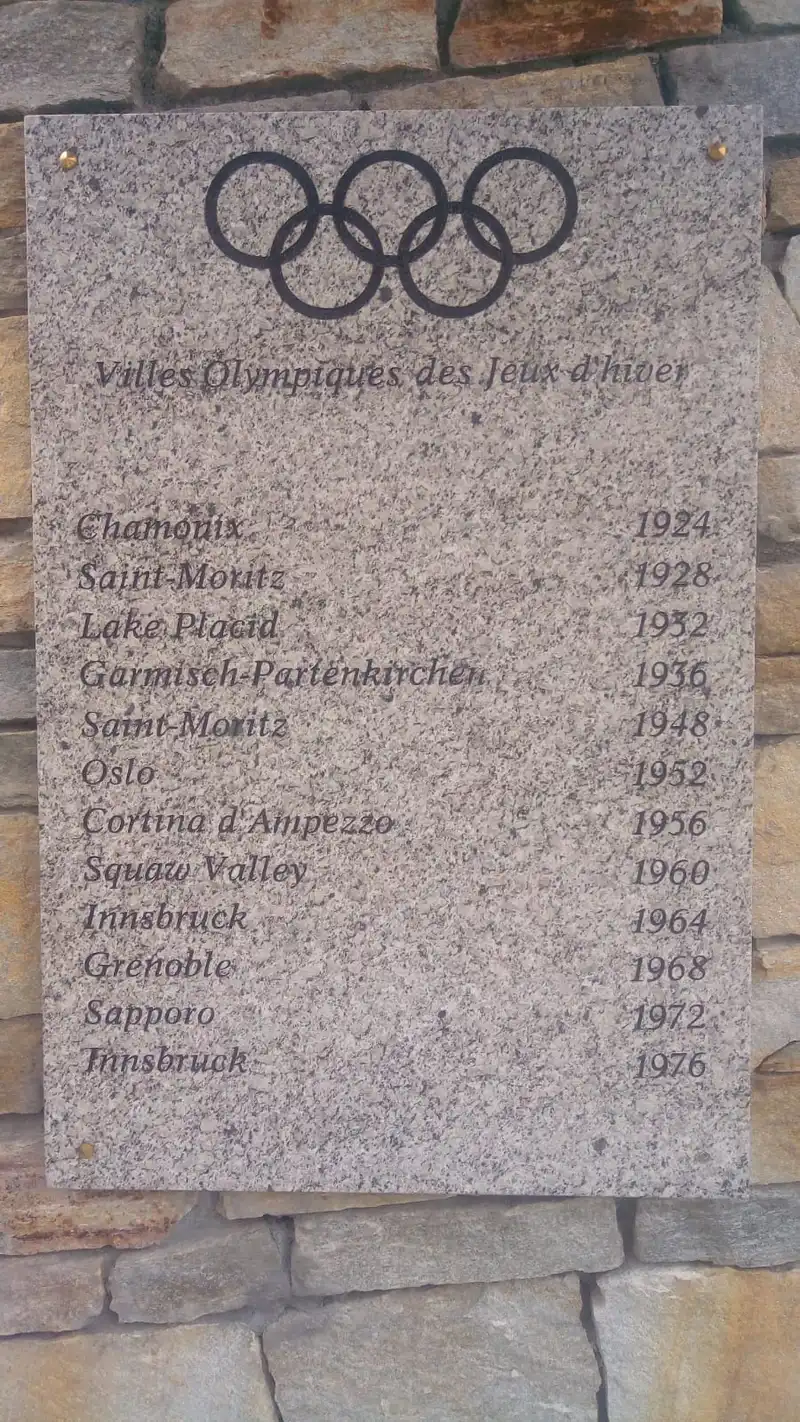 Villes Olympiques des Jeux d'hiver
Chamonix 1924
Saint-Moritz 1928
Lake Placid 1932
Garmisch-Partenkirchen 1936
Saint-Moritz 1948
Oslo 1952
Cortina d'Ampezzo 1956
Squaw Valley 1960
Innsbruck 1964
Grenoble 1968
Sapporo 1972
Innsbruck 1976